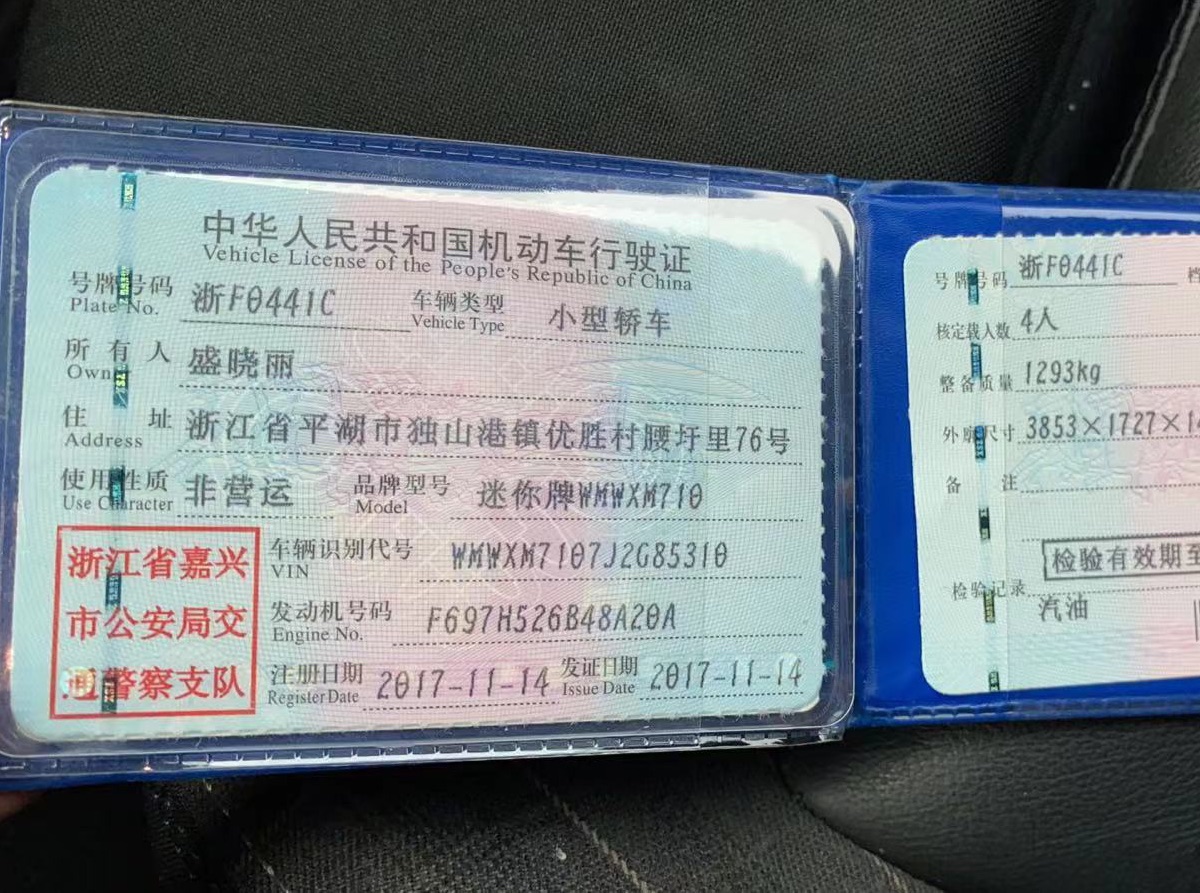 中华人民共和国机动车行驶证
Vehicle License of the People's Republic of China
号牌号码 浙F0441C 车辆类型 小型轿车
Plate No. Vehicle Type
所有人 盛晓丽
Owner
住址 浙江省平湖市独山港镇优胜村腰圩里76号
Address
使用性质 非营运 品牌型号 迷你牌WMWXM710
Use Character Model
浙江省嘉兴
市公安局交
通警察支队
车辆识别代号 WMWXM7107J2G85310
VIN
发动机号码 F697H526B48A20A
Engine No.
注册日期 2017-11-14 发证日期 2017-11-14
Register Date Issue Date
号牌号码 浙F0441C 档
核定载人数 4人
整备质量 1293kg
外廓尺寸 3853×1727×14
备注
检验有效期至
检验记录
汽油